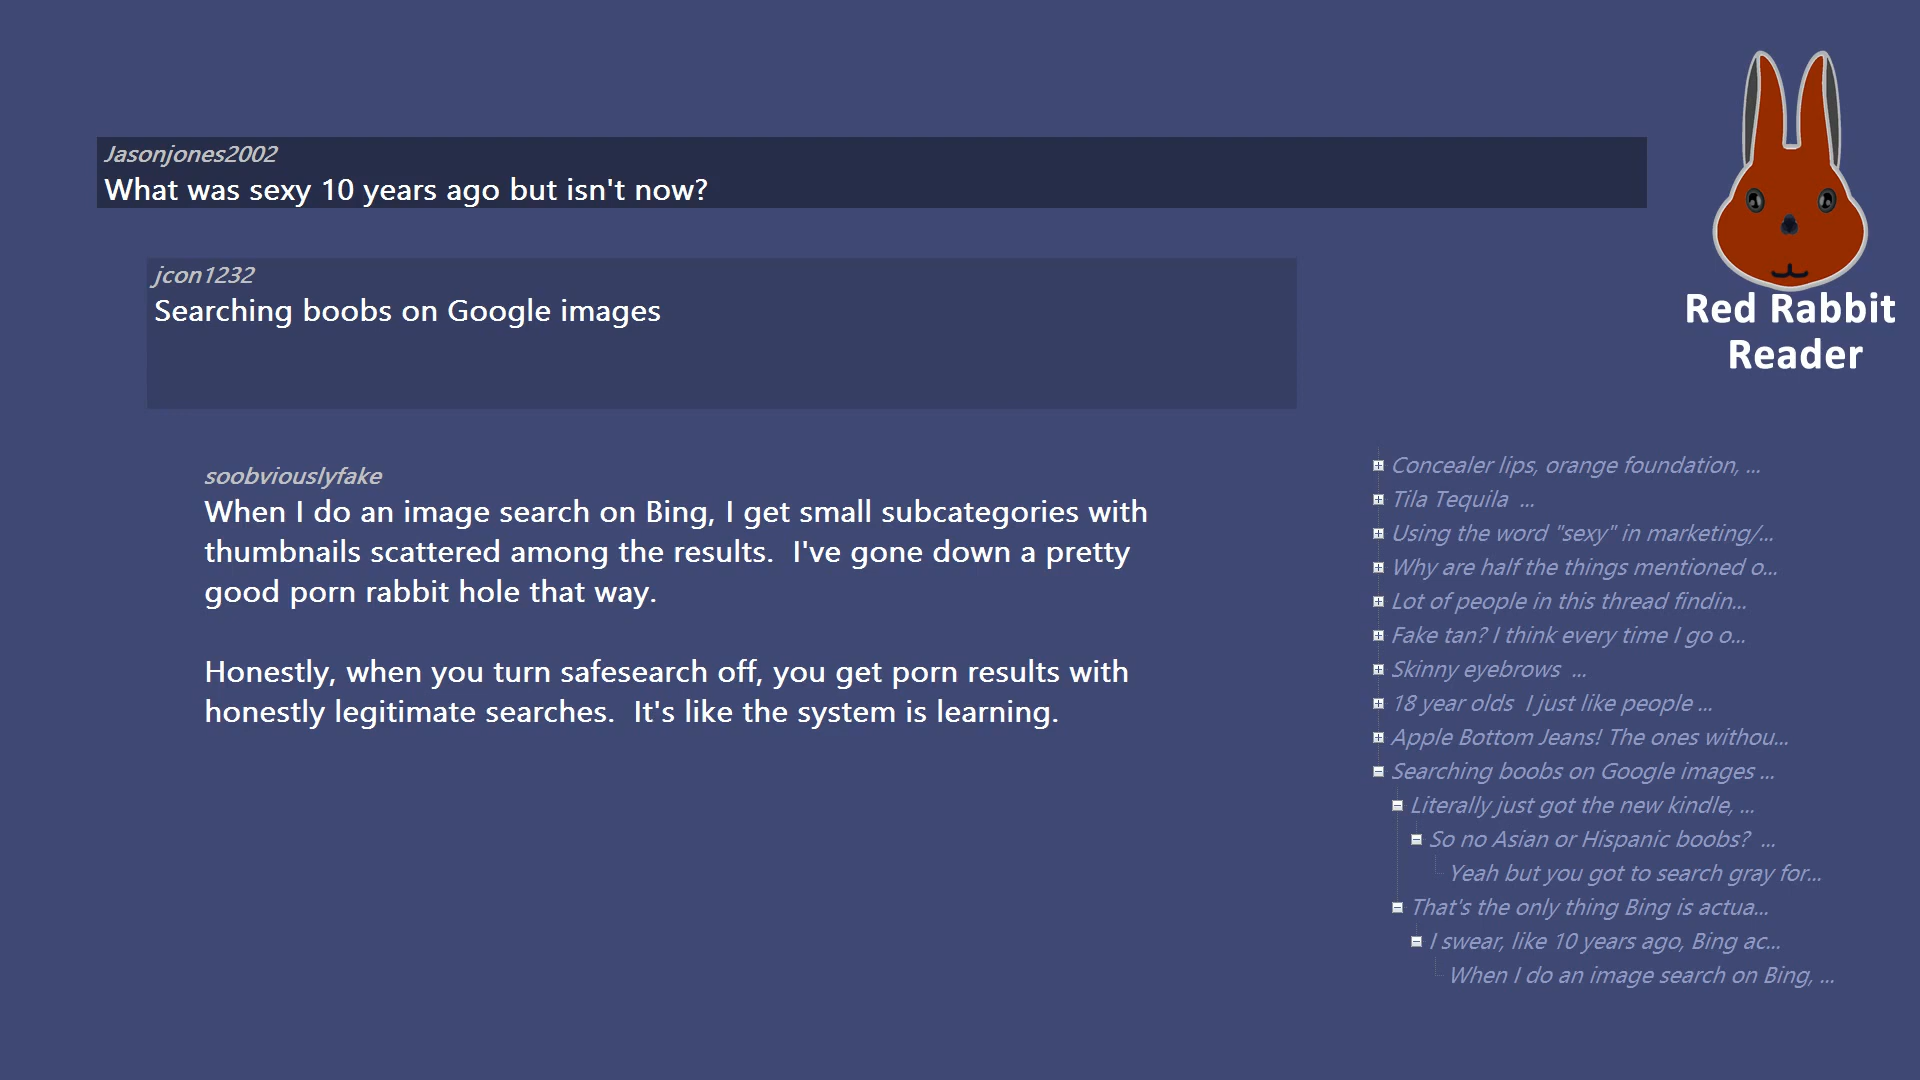 Jasonjones2002
What was sexy 10 years ago but isn't now?
jcon1232
Searching boobs on Google images
Red Rabbit
Reader
soobviouslyfake
When I do an image search on Bing, I get small subcategories with
thumbnails scattered among the results.  I've gone down a pretty
good porn rabbit hole that way.
Honestly, when you turn safesearch off, you get porn results with
honestly legitimate searches.  It's like the system is learning.
Concealer lips, orange foundation, ...
Tila Tequila ...
Using the word "sexy" in marketing/...
Why are half the things mentioned o...
Lot of people in this thread findin...
Fake tan? I think every time I go o...
Skinny eyebrows ...
18 year olds  I just like people ...
Apple Bottom Jeans! The ones withou...
Searching boobs on Google images ...
Literally just got the new kindle, ...
So no Asian or Hispanic boobs? ...
Yeah but you got to search gray for...
That's the only thing Bing is actua...
I swear, like 10 years ago, Bing ac...
When I do an image search on Bing, ...